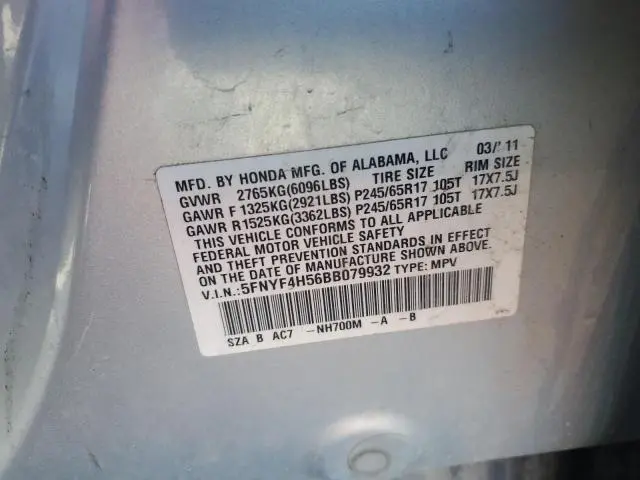 MFD. BY HONDA MFG. OF ALABAMA, LLC 03/11
GVWR 2765KG(6096LBS) TIRE SIZE RIM SIZE
GAWR F 1325KG(2921LBS) P245/65R17 105T 17X7.5J
GAWR R1525KG(3362LBS) P245/65R17 105T 17X7.5J
THIS VEHICLE CONFORMS TO ALL APPLICABLE
FEDERAL MOTOR VEHICLE SAFETY
AND THEFT PREVENTION STANDARDS IN EFFECT
ON THE DATE OF MANUFACTURE SHOWN ABOVE.
V.I.N.:5FNYF4H56BB079932 TYPE: MPV
SZA B AC7 -NH700M -A -B